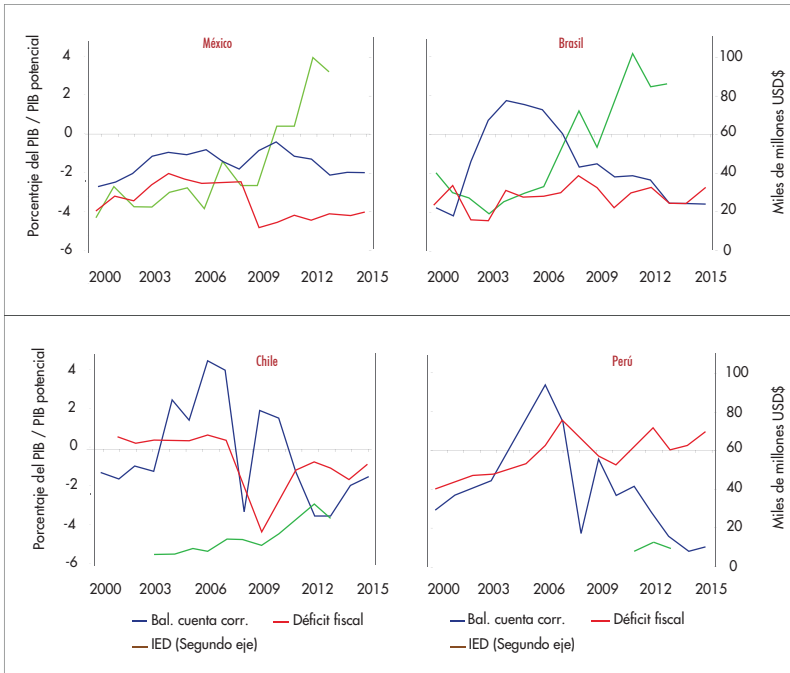 México
Brasil
Porcentaje del PIB / PIB potencial
4
2
0
-2
-4
-6
100
80
60
40
20
0
Miles de millones USD$
2000 2003 2006 2009 2012 2015
2000 2003 2006 2009 2012 2015
Chile
Perú
Porcentaje del PIB / PIB potencial
4
2
0
-2
-4
-6
100
80
60
40
20
0
Miles de millones USD$
2000 2003 2006 2009 2012 2015
2000 2003 2006 2009 2012 2015
Bal. cuenta corr. Déficit fiscal
IED (Segundo eje)
Bal. cuenta corr. Déficit fiscal
IED (Segundo eje)